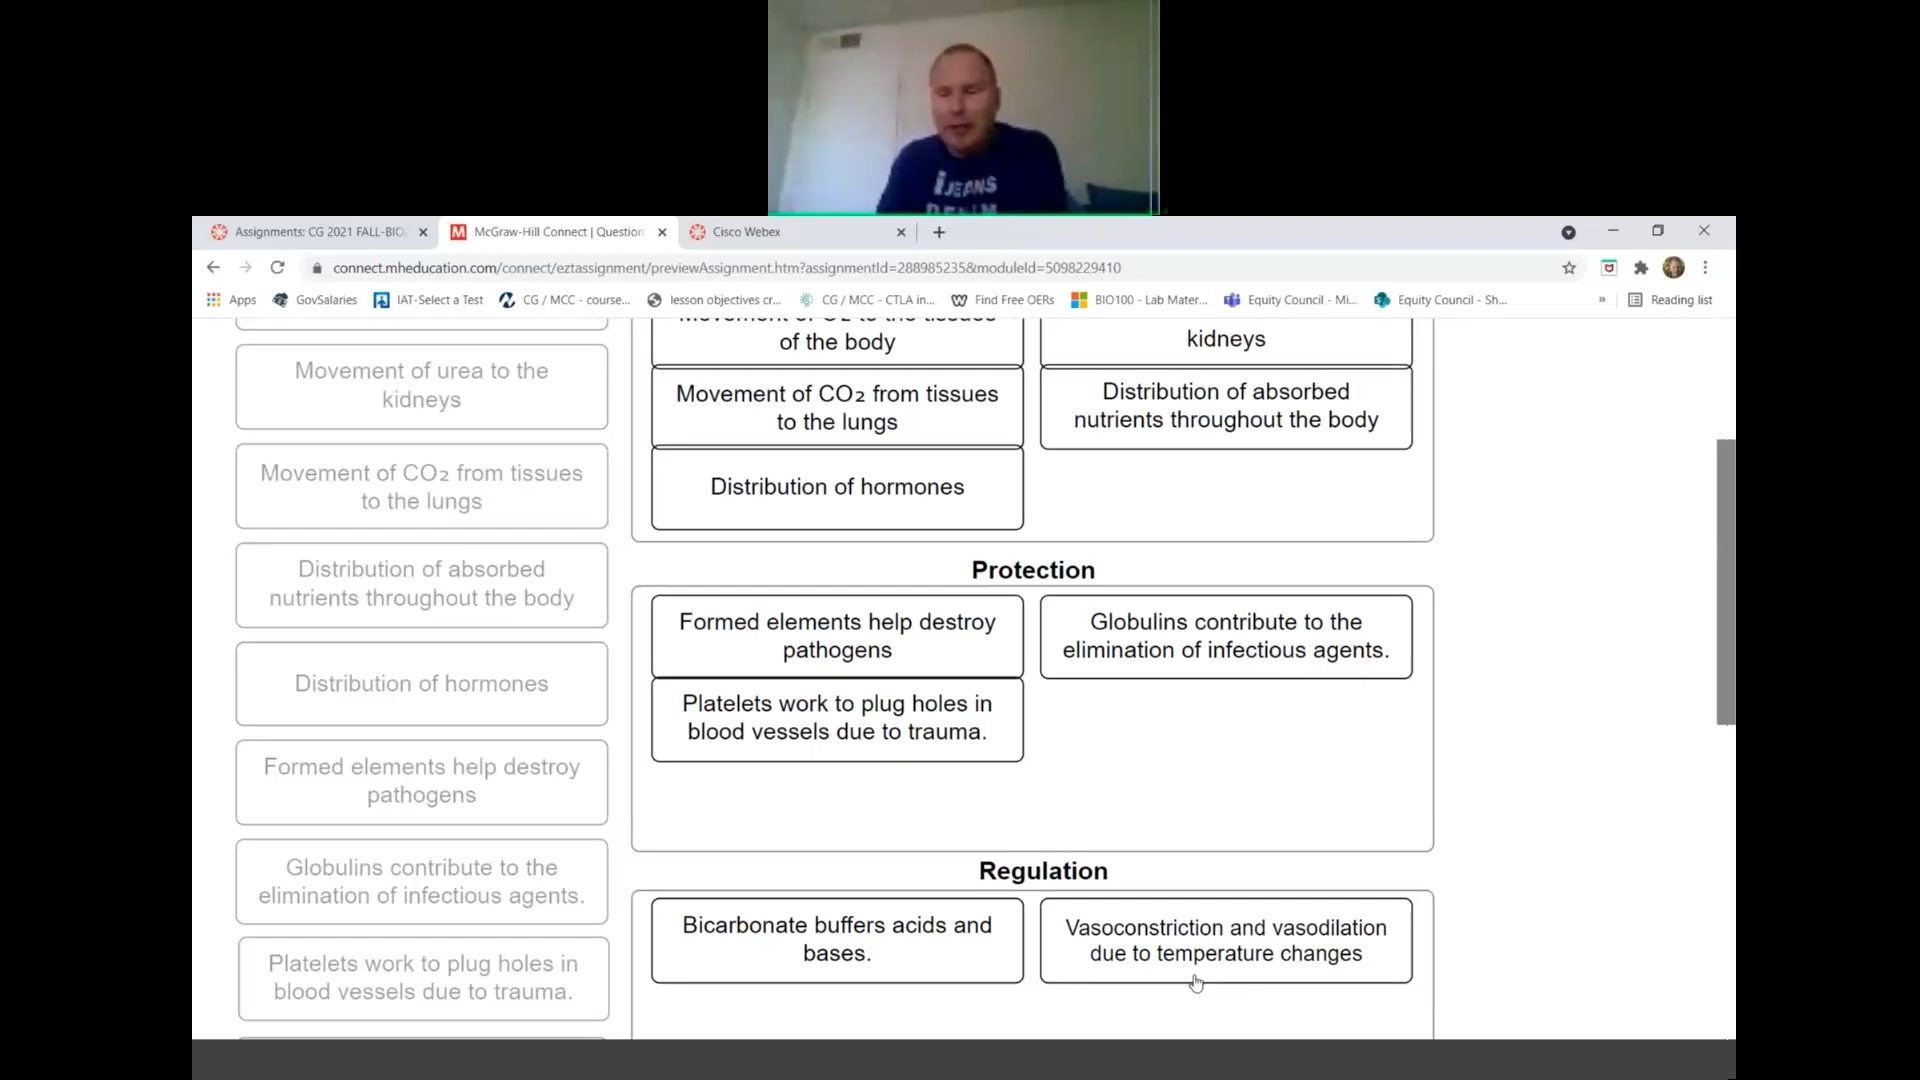 iJEANS
DENIM
Assignments: CG 2021 FALL-BIO
McGraw-Hill Connect | Question
Cisco Webex
connect.mheducation.com/connect/eztassignment/previewAssignment.htm?assignmentId=288985235&moduleId=5098229410
Apps
GovSalaries
IAT-Select a Test
CG / MCC - course...
lesson objectives cr...
CG / MCC - CTLA in...
Find Free OERs
BIO100 - Lab Mater...
Equity Council - Mi...
Equity Council - Sh...
»
Reading list
Movement of urea to the
kidneys
Movement of CO₂ from tissues
to the lungs
Distribution of absorbed
nutrients throughout the body
Distribution of hormones
Formed elements help destroy
pathogens
Globulins contribute to the
elimination of infectious agents.
Platelets work to plug holes in
blood vessels due to trauma.
Movement of O₂ to the tissues
of the body
kidneys
Movement of CO₂ from tissues
to the lungs
Distribution of absorbed
nutrients throughout the body
Distribution of hormones
Protection
Formed elements help destroy
pathogens
Globulins contribute to the
elimination of infectious agents.
Platelets work to plug holes in
blood vessels due to trauma.
Regulation
Bicarbonate buffers acids and
bases.
Vasoconstriction and vasodilation
due to temperature changes